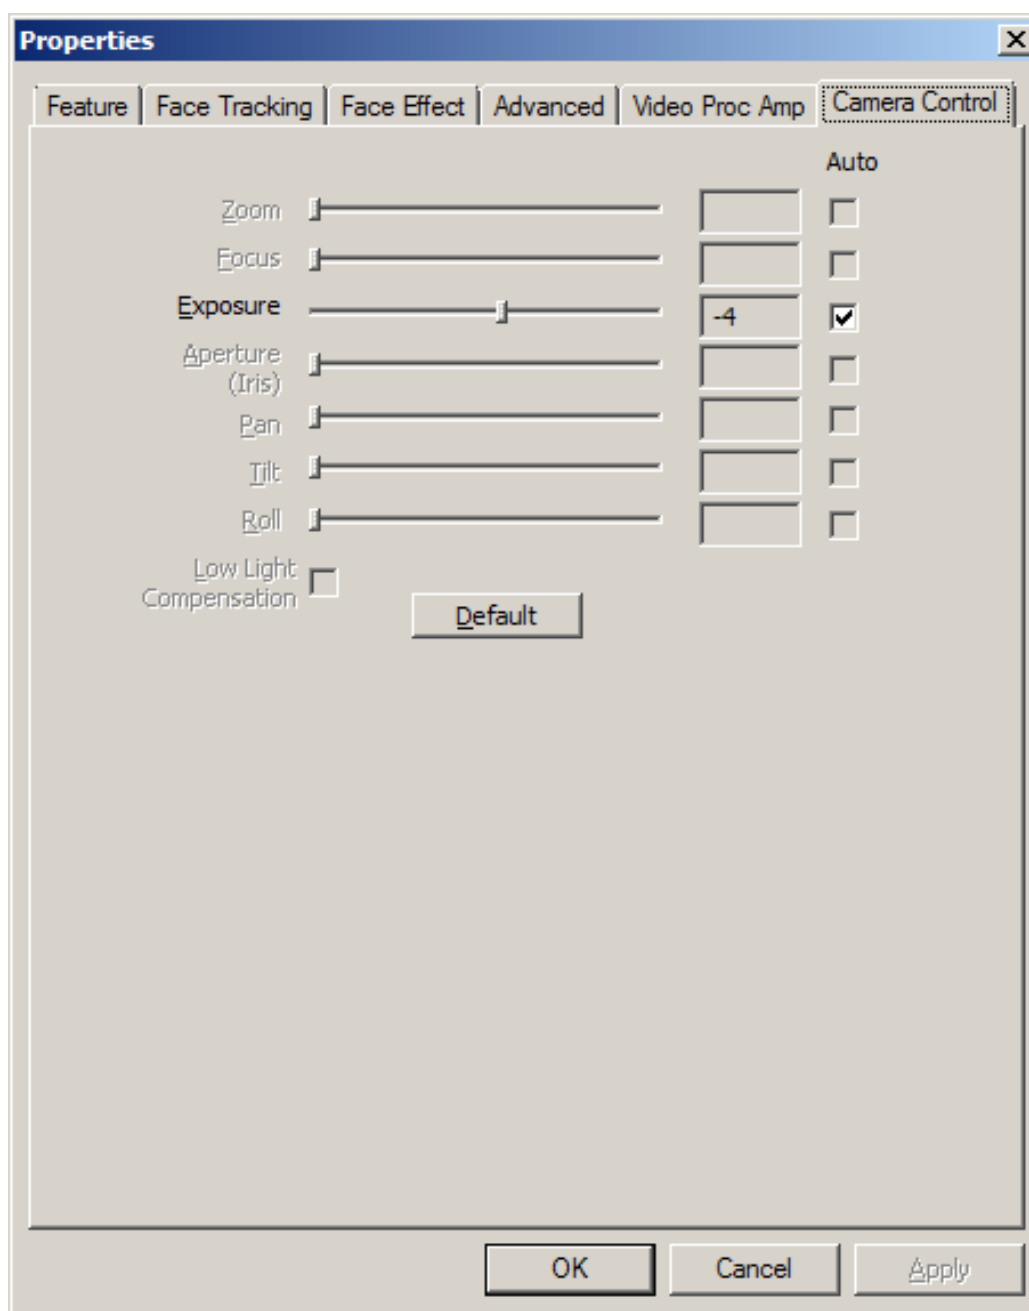 Properties
Feature Face Tracking Face Effect Advanced Video Proc Amp Camera Control
Auto
Zoom
Focus
Exposure -4
Aperture
(Iris)
Pan
Tilt
Roll
Low Light
Compensation
Default
OK Cancel Apply